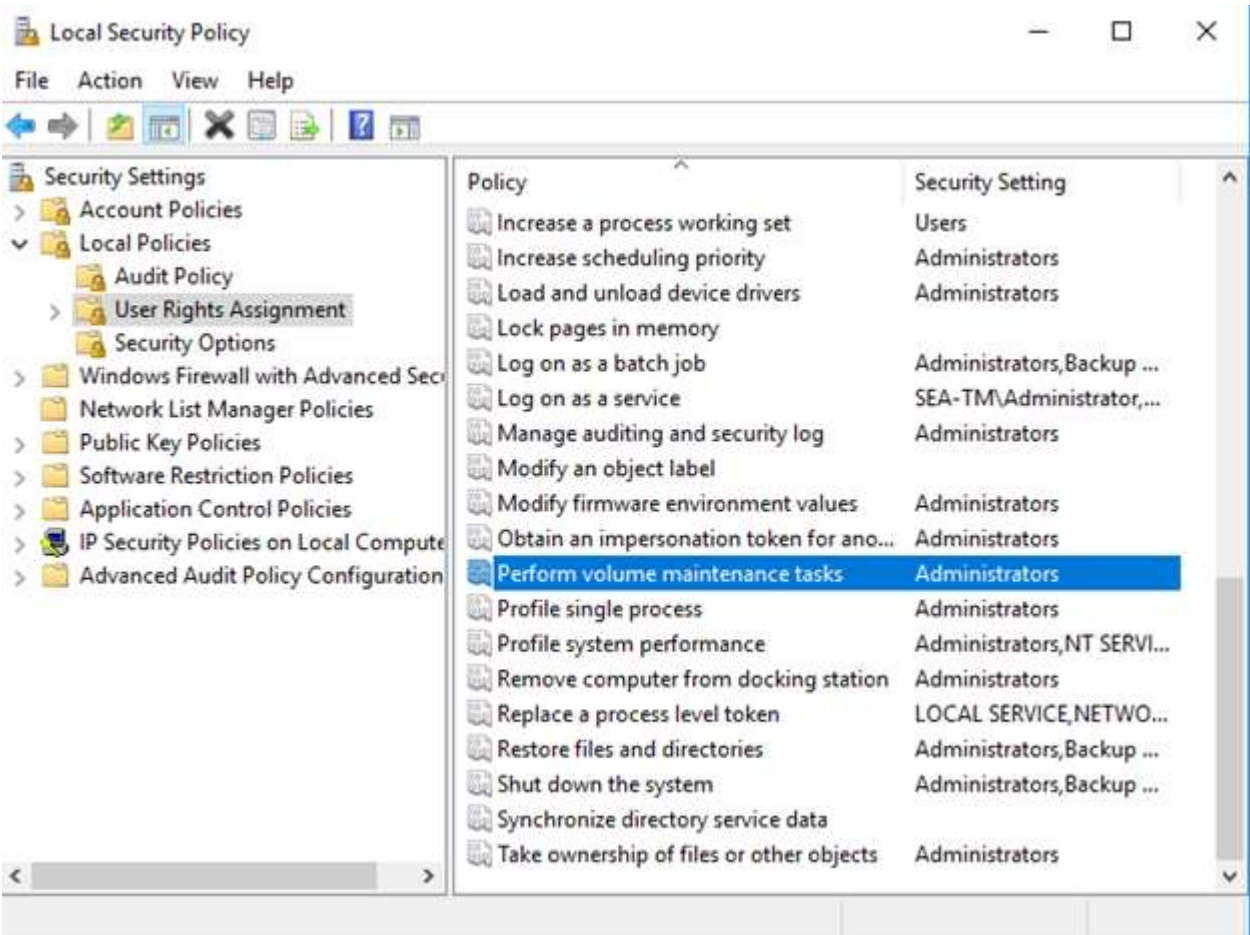 Local Security Policy
File Action View Help
Security Settings
Account Policies
Local Policies
Audit Policy
User Rights Assignment
Security Options
Windows Firewall with Advanced Sec
Network List Manager Policies
Public Key Policies
Software Restriction Policies
Application Control Policies
IP Security Policies on Local Compute
Advanced Audit Policy Configuration
Policy Security Setting
Increase a process working set Users
Increase scheduling priority Administrators
Load and unload device drivers Administrators
Lock pages in memory
Log on as a batch job Administrators,Backup ...
Log on as a service SEA-TM\Administrator,...
Manage auditing and security log Administrators
Modify an object label
Modify firmware environment values Administrators
Obtain an impersonation token for ano... Administrators
Perform volume maintenance tasks Administrators
Profile single process Administrators
Profile system performance Administrators,NT SERVI...
Remove computer from docking station Administrators
Replace a process level token LOCAL SERVICE,NETWO...
Restore files and directories Administrators,Backup ...
Shut down the system Administrators,Backup ...
Synchronize directory service data
Take ownership of files or other objects Administrators